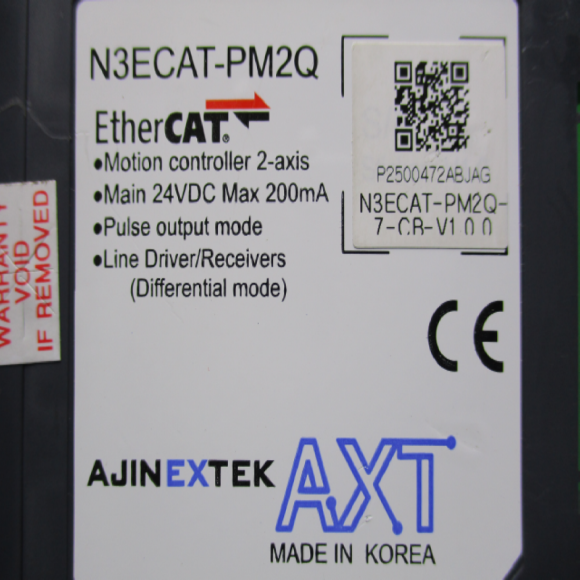 N3ECAT-PM2Q
EtherCAT®
•Motion controller 2-axis
•Main 24VDC Max 200mA
•Pulse output mode
•Line Driver/Receivers
(Differential mode)
P2500472ABJAG
N3ECAT-PM2Q-
7-CB-V1.0.0
WARRANTY
VOID
IF REMOVED
CE
AJINEXTEK AXT
MADE IN KOREA